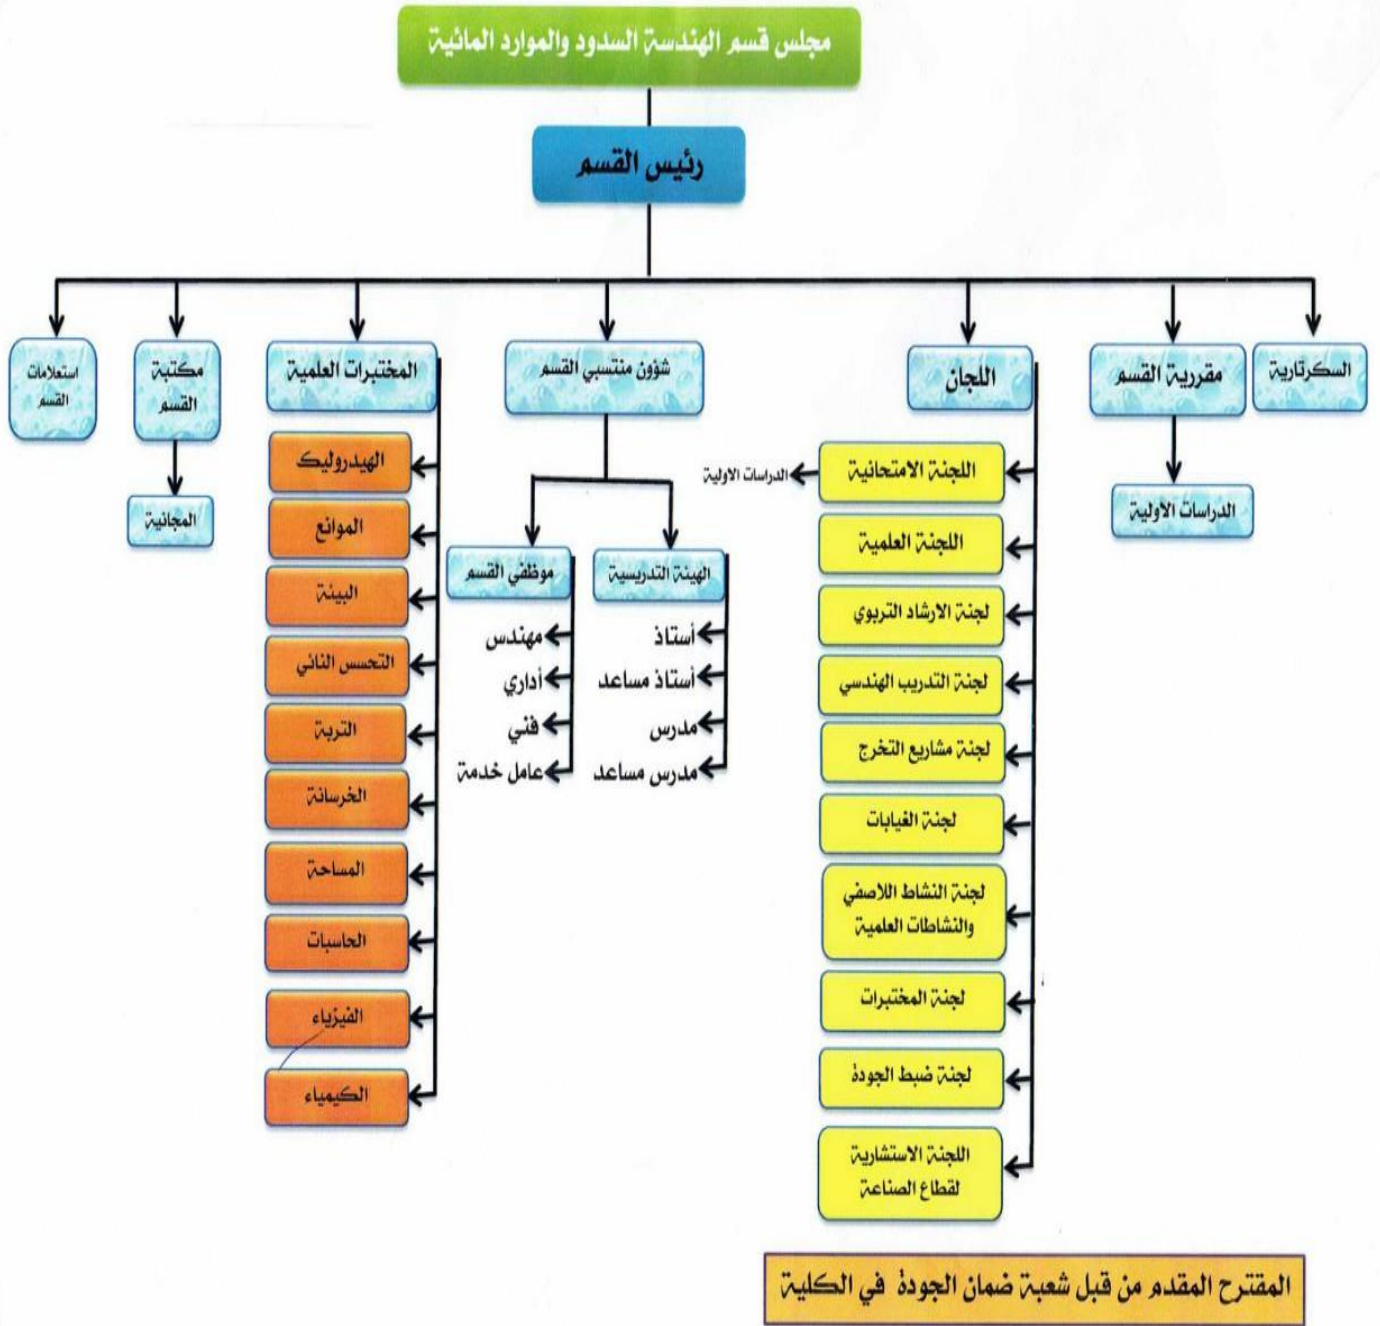 مجلس قسم الهندسة السدود والموارد المائية
رئيس القسم
السكرتارية
مقررية القسم
الدراسات الاولية
اللجان
اللجنة الامتحانية
الدراسات الاولية
اللجنة العلمية
لجنة الارشاد التربوي
لجنة التدريب الهندسي
لجنة مشاريع التخرج
لجنة الغيابات
لجنة النشاط اللاصفي
والنشاطات العلمية
لجنة المختبرات
لجنة ضبط الجودة
اللجنة الاستشارية
لقطاع الصناعة
شؤون منتسبي القسم
الهيئة التدريسية
أستاذ
أستاذ مساعد
مدرس
مدرس مساعد
موظفي القسم
مهندس
أداري
فني
عامل خدمة
المختبرات العلمية
الهيدروليك
الموائع
البيئة
التحسس النائي
التربة
الخرسانة
المساحة
الحاسبات
الفيزياء
الكيمياء
مكتبة
القسم
المجانية
استعلامات
القسم
المقترح المقدم من قبل شعبة ضمان الجودة في الكلية